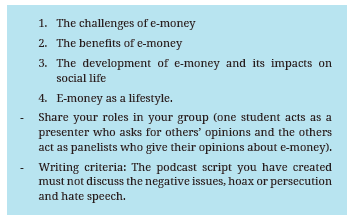 1. The challenges of e-money
2. The benefits of e-money
3. The development of e-money and its impacts on
social life
4. E-money as a lifestyle.
- Share your roles in your group (one student acts as a
presenter who asks for others' opinions and the others
act as panelists who give their opinions about e-money).
- Writing criteria: The podcast script you have created
must not discuss the negative issues, hoax or persecution
and hate speech.